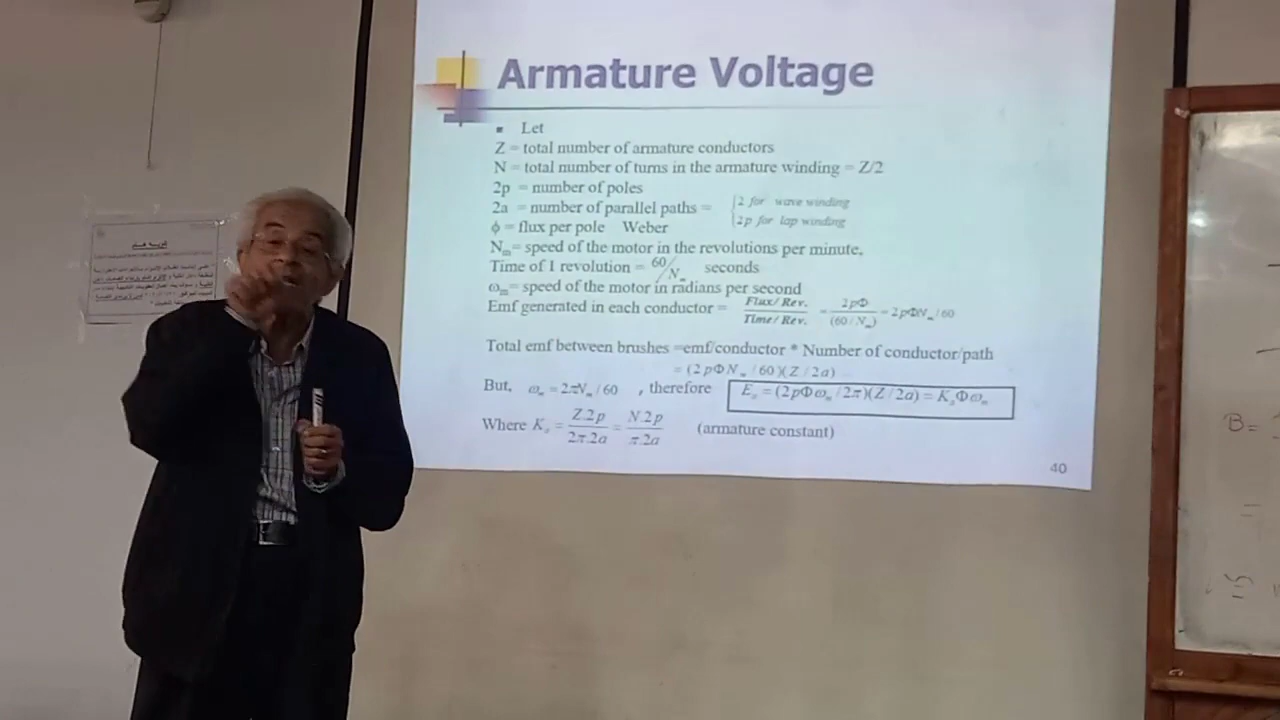 Armature Voltage
▪ Let
Z = total number of armature conductors
N = total number of turns in the armature winding = Z/2
2p = number of poles
2a = number of parallel paths = {2 for wave winding
2p for lap winding
ϕ = flux per pole Weber
Nm = speed of the motor in the revolutions per minute.
Time of 1 revolution = 60/Nm seconds
ωm = speed of the motor in radians per second
Emf generated in each conductor = Flux/Rev. / Time/Rev. = 2pΦ / (60/Nm) = 2pΦNm/60
Total emf between brushes =emf/conductor * Number of conductor/path
= (2pΦNm/60)(Z/2a)
But, ωm = 2πNm/60 , therefore Ea = (2pΦωm/2π)(Z/2a) = KaΦωm
Where Ka = Z.2p / 2π.2a = N.2p / π.2a (armature constant)
40
B=
=